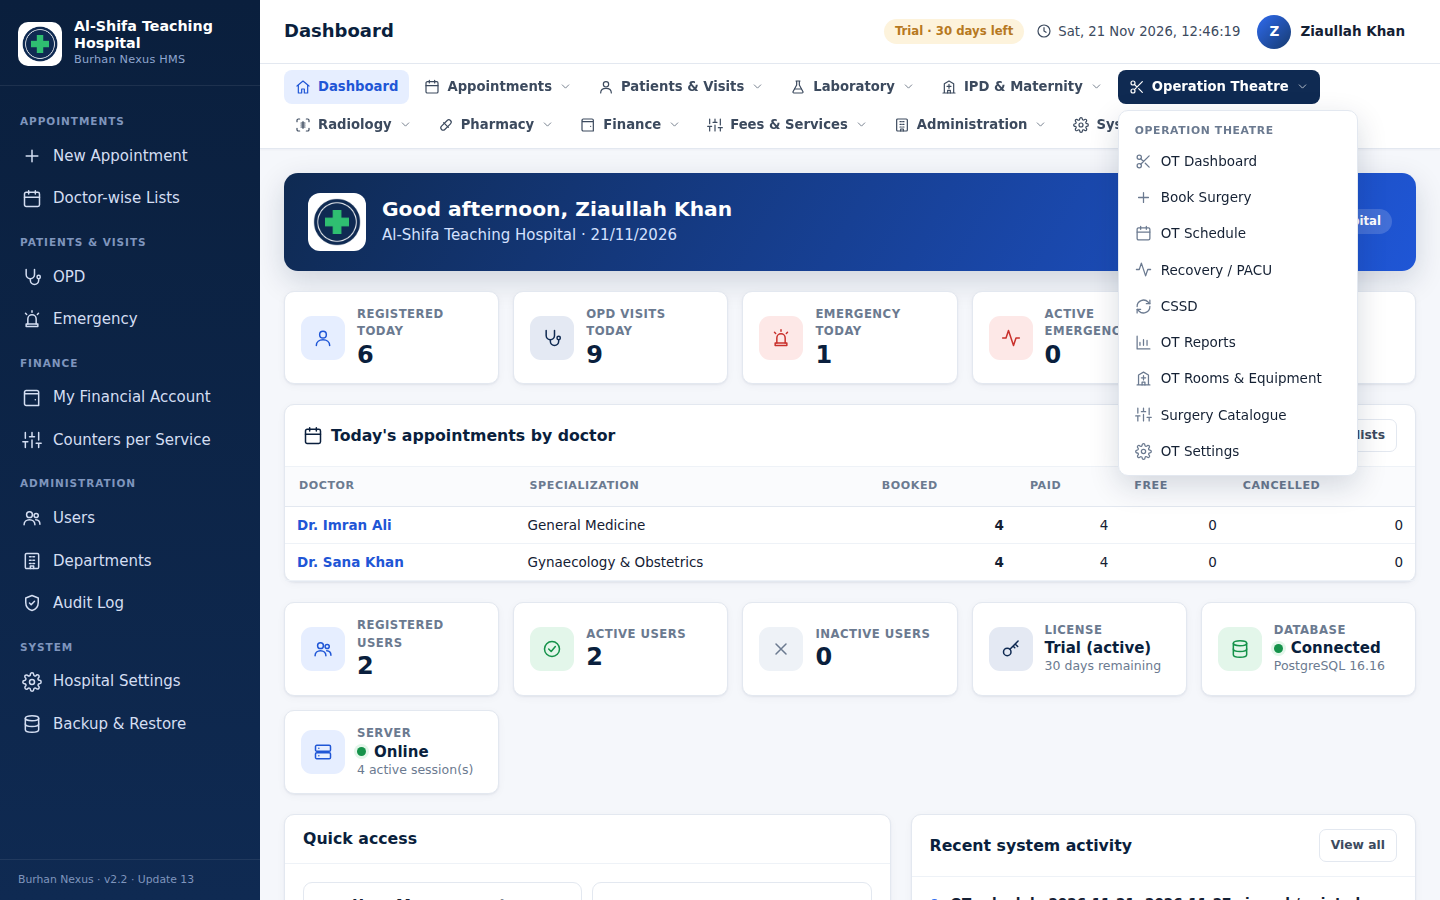 Al-Shifa Teaching
Hospital
Burhan Nexus HMS
APPOINTMENTS
New Appointment
Doctor-wise Lists
PATIENTS & VISITS
OPD
Emergency
FINANCE
My Financial Account
Counters per Service
ADMINISTRATION
Users
Departments
Audit Log
SYSTEM
Hospital Settings
Backup & Restore
Burhan Nexus · v2.2 · Update 13
Dashboard
Trial · 30 days left
Sat, 21 Nov 2026, 12:46:19
Z
Ziaullah Khan
Dashboard
Appointments
Patients & Visits
Laboratory
IPD & Maternity
Operation Theatre
Radiology
Pharmacy
Finance
Fees & Services
Administration
OPERATION THEATRE
OT Dashboard
Book Surgery
OT Schedule
Recovery / PACU
CSSD
OT Reports
OT Rooms & Equipment
Surgery Catalogue
OT Settings
Good afternoon, Ziaullah Khan
Al-Shifa Teaching Hospital · 21/11/2026
REGISTERED
TODAY
6
OPD VISITS
TODAY
9
EMERGENCY
TODAY
1
ACTIVE
0
Today's appointments by doctor
lists
DOCTOR SPECIALIZATION BOOKED PAID FREE CANCELLED
Dr. Imran Ali General Medicine 4 4 0 0
Dr. Sana Khan Gynaecology & Obstetrics 4 4 0 0
REGISTERED
USERS
2
ACTIVE USERS
2
INACTIVE USERS
0
LICENSE
Trial (active)
30 days remaining
DATABASE
Connected
PostgreSQL 16.16
SERVER
Online
4 active session(s)
Quick access
Recent system activity
View all